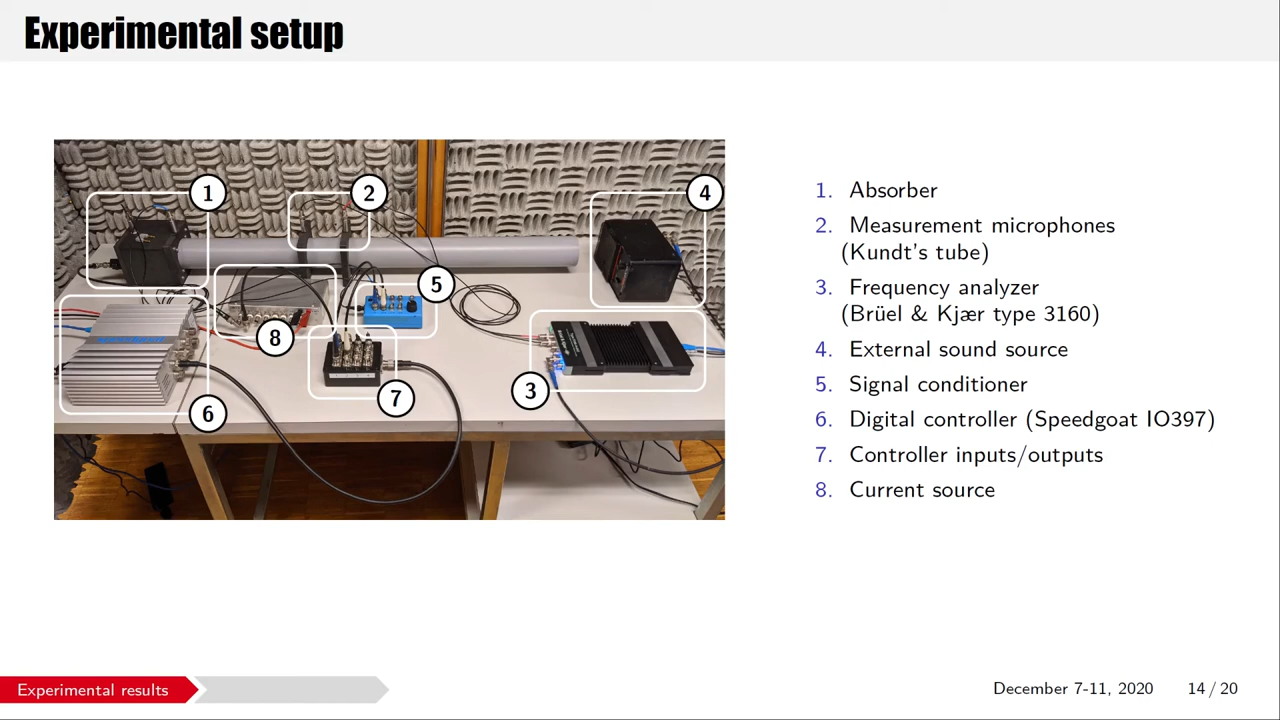 Experimental setup
1
2
4
5
8
7
3
6
1. Absorber
2. Measurement microphones
(Kundt's tube)
3. Frequency analyzer
(Brüel & Kjær type 3160)
4. External sound source
5. Signal conditioner
6. Digital controller (Speedgoat IO397)
7. Controller inputs/outputs
8. Current source
Experimental results
December 7-11, 2020 14 / 20